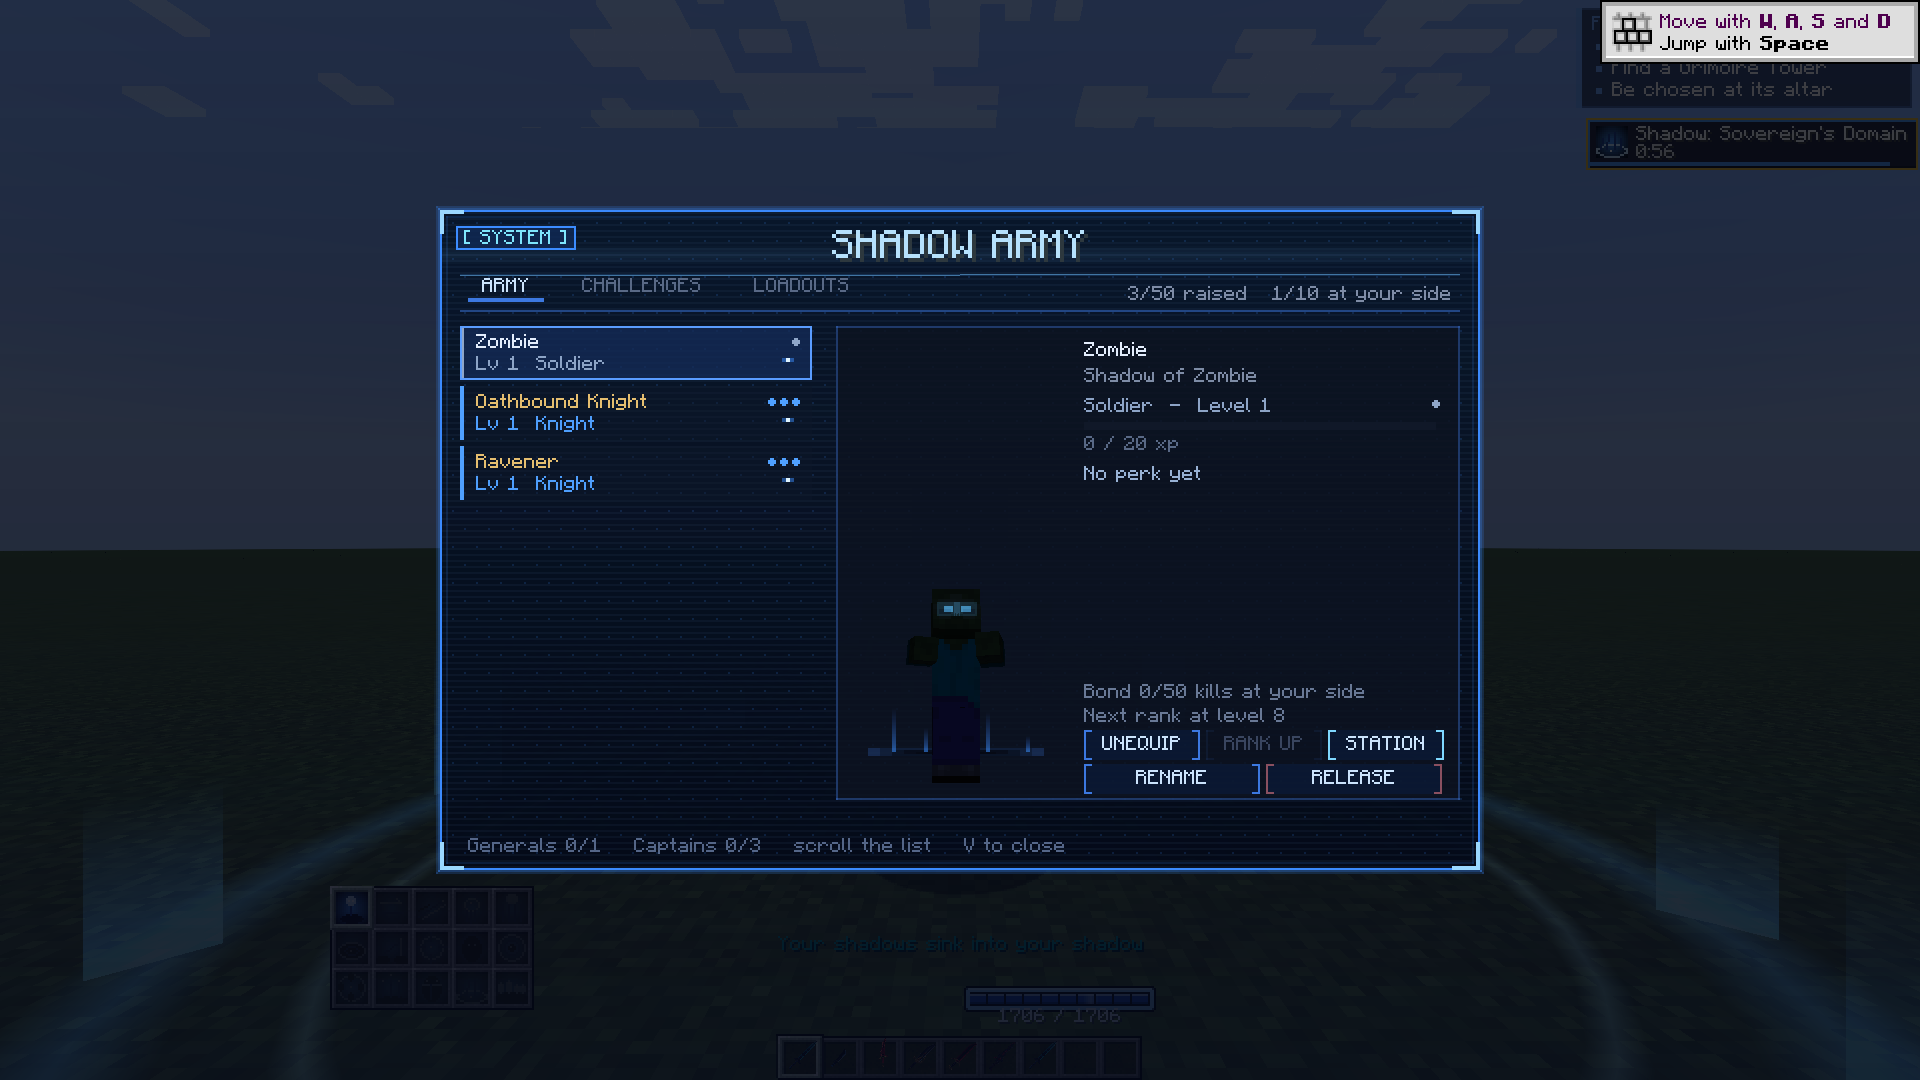 Move with W, A, S and D
Jump with Space
Find a Grimoire Tower
Be chosen at its altar
Shadow: Sovereign's Domain
0:56
[ SYSTEM ]
SHADOW ARMY
ARMY CHALLENGES LOADOUTS
3/50 raised 1/10 at your side
Zombie
Lv 1 Soldier
Oathbound Knight
Lv 1 Knight
Ravener
Lv 1 Knight
Zombie
Shadow of Zombie
Soldier - Level 1
0 / 20 xp
No perk yet
Bond 0/50 kills at your side
Next rank at level 8
UNEQUIP RANK UP STATION
RENAME RELEASE
Generals 0/1 Captains 0/3 scroll the list V to close
Your shadows sink into your shadow
1706 / 1706